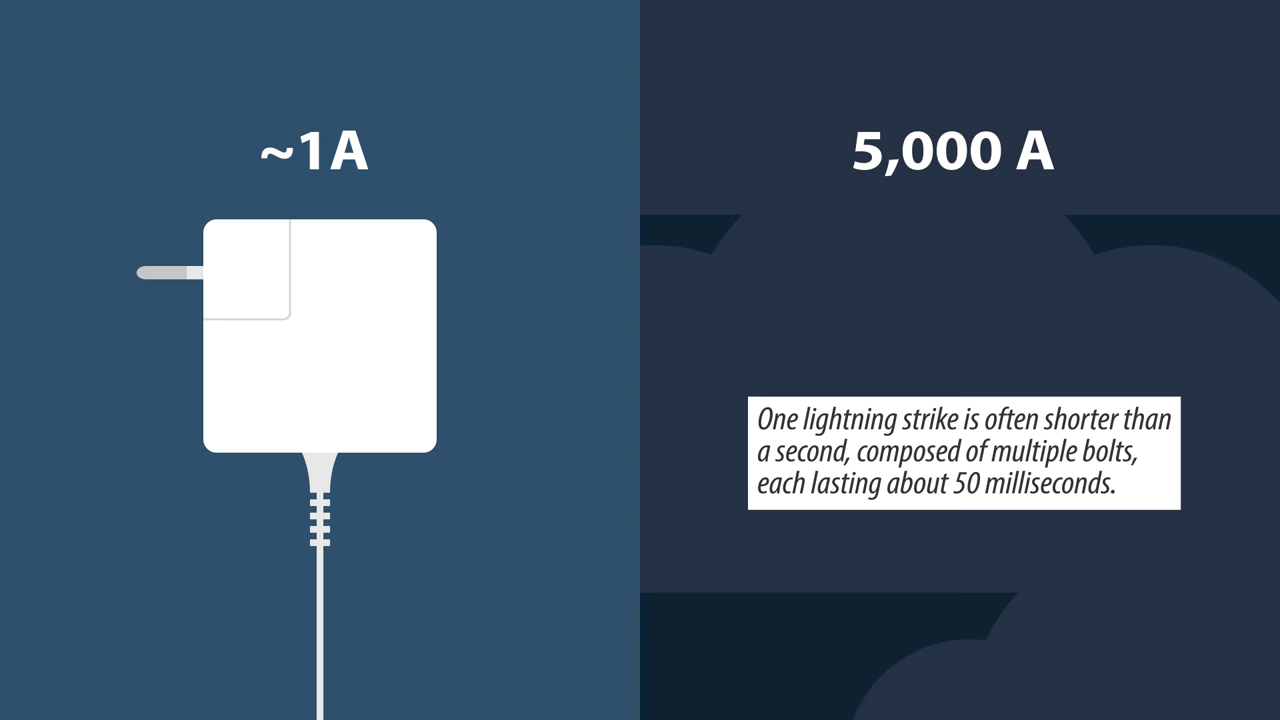 ~1A
5,000 A
One lightning strike is often shorter than
a second, composed of multiple bolts,
each lasting about 50 milliseconds.